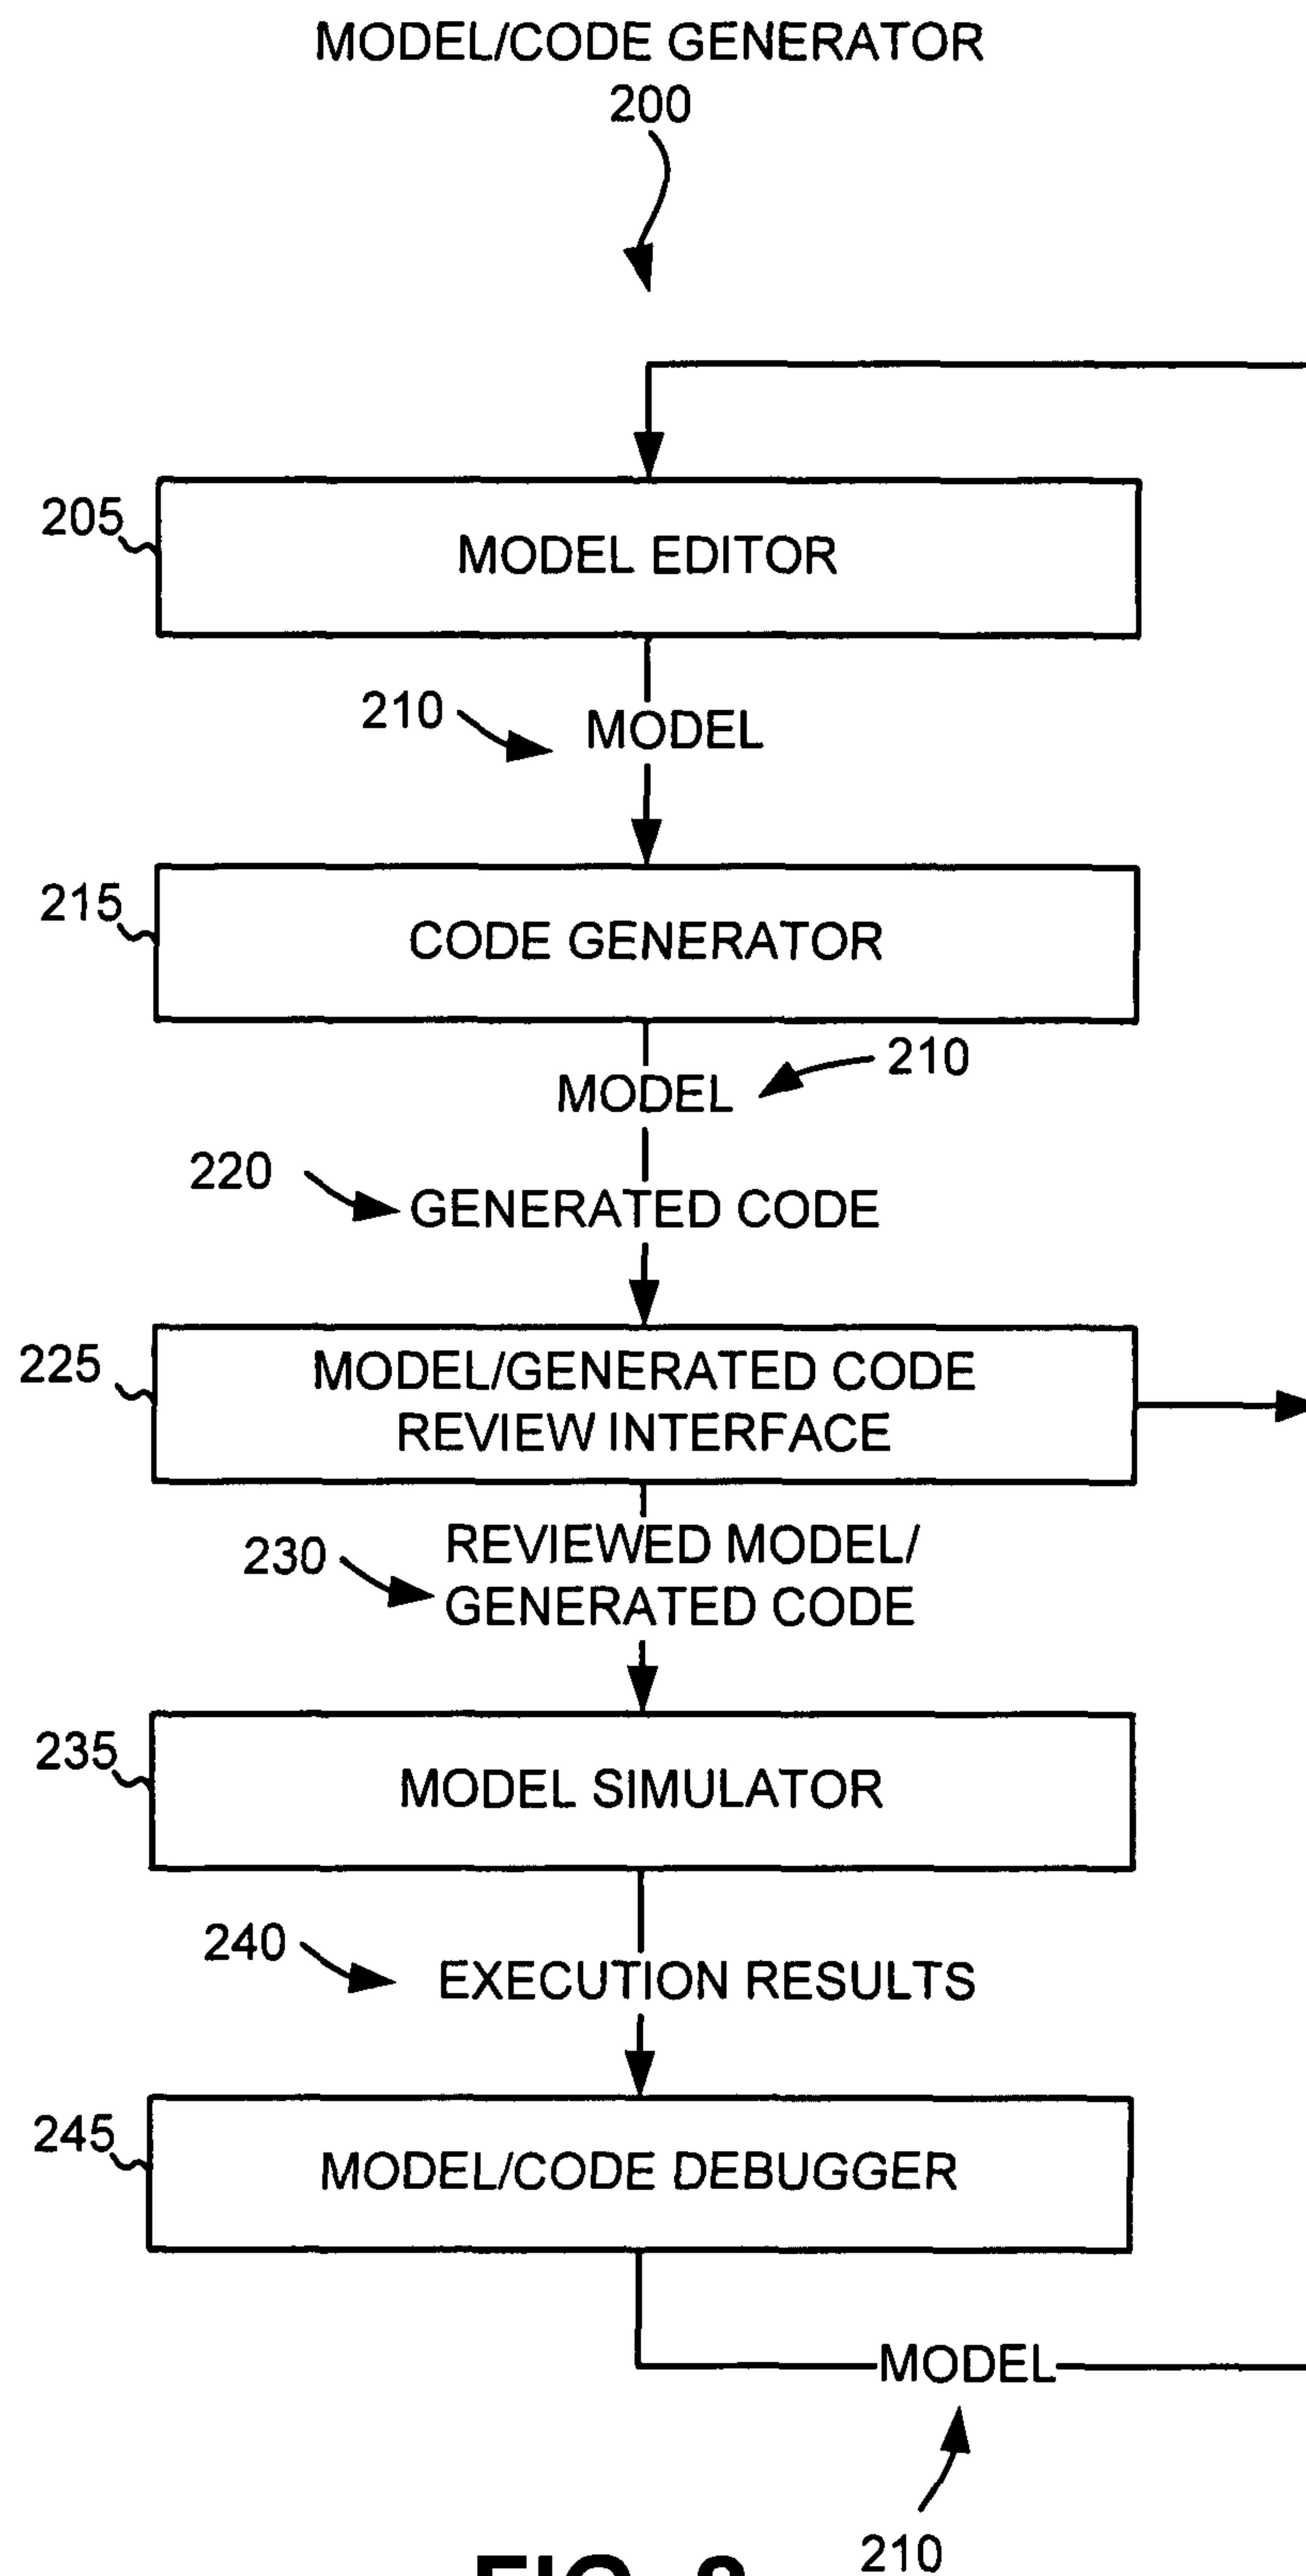 MODEL/CODE GENERATOR
200
205
MODEL EDITOR
210
MODEL
215
CODE GENERATOR
210
MODEL
220
GENERATED CODE
225
MODEL/GENERATED CODE
REVIEW INTERFACE
230
REVIEWED MODEL/
GENERATED CODE
235
MODEL SIMULATOR
240
EXECUTION RESULTS
245
MODEL/CODE DEBUGGER
MODEL
210
FIG.